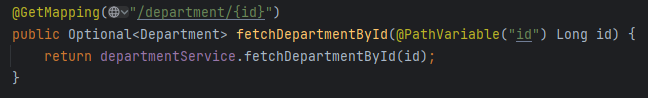 @GetMapping("/department/{id}")
public Optional<Department> fetchDepartmentById(@PathVariable("id") Long id) {
return departmentService.fetchDepartmentById(id);
}